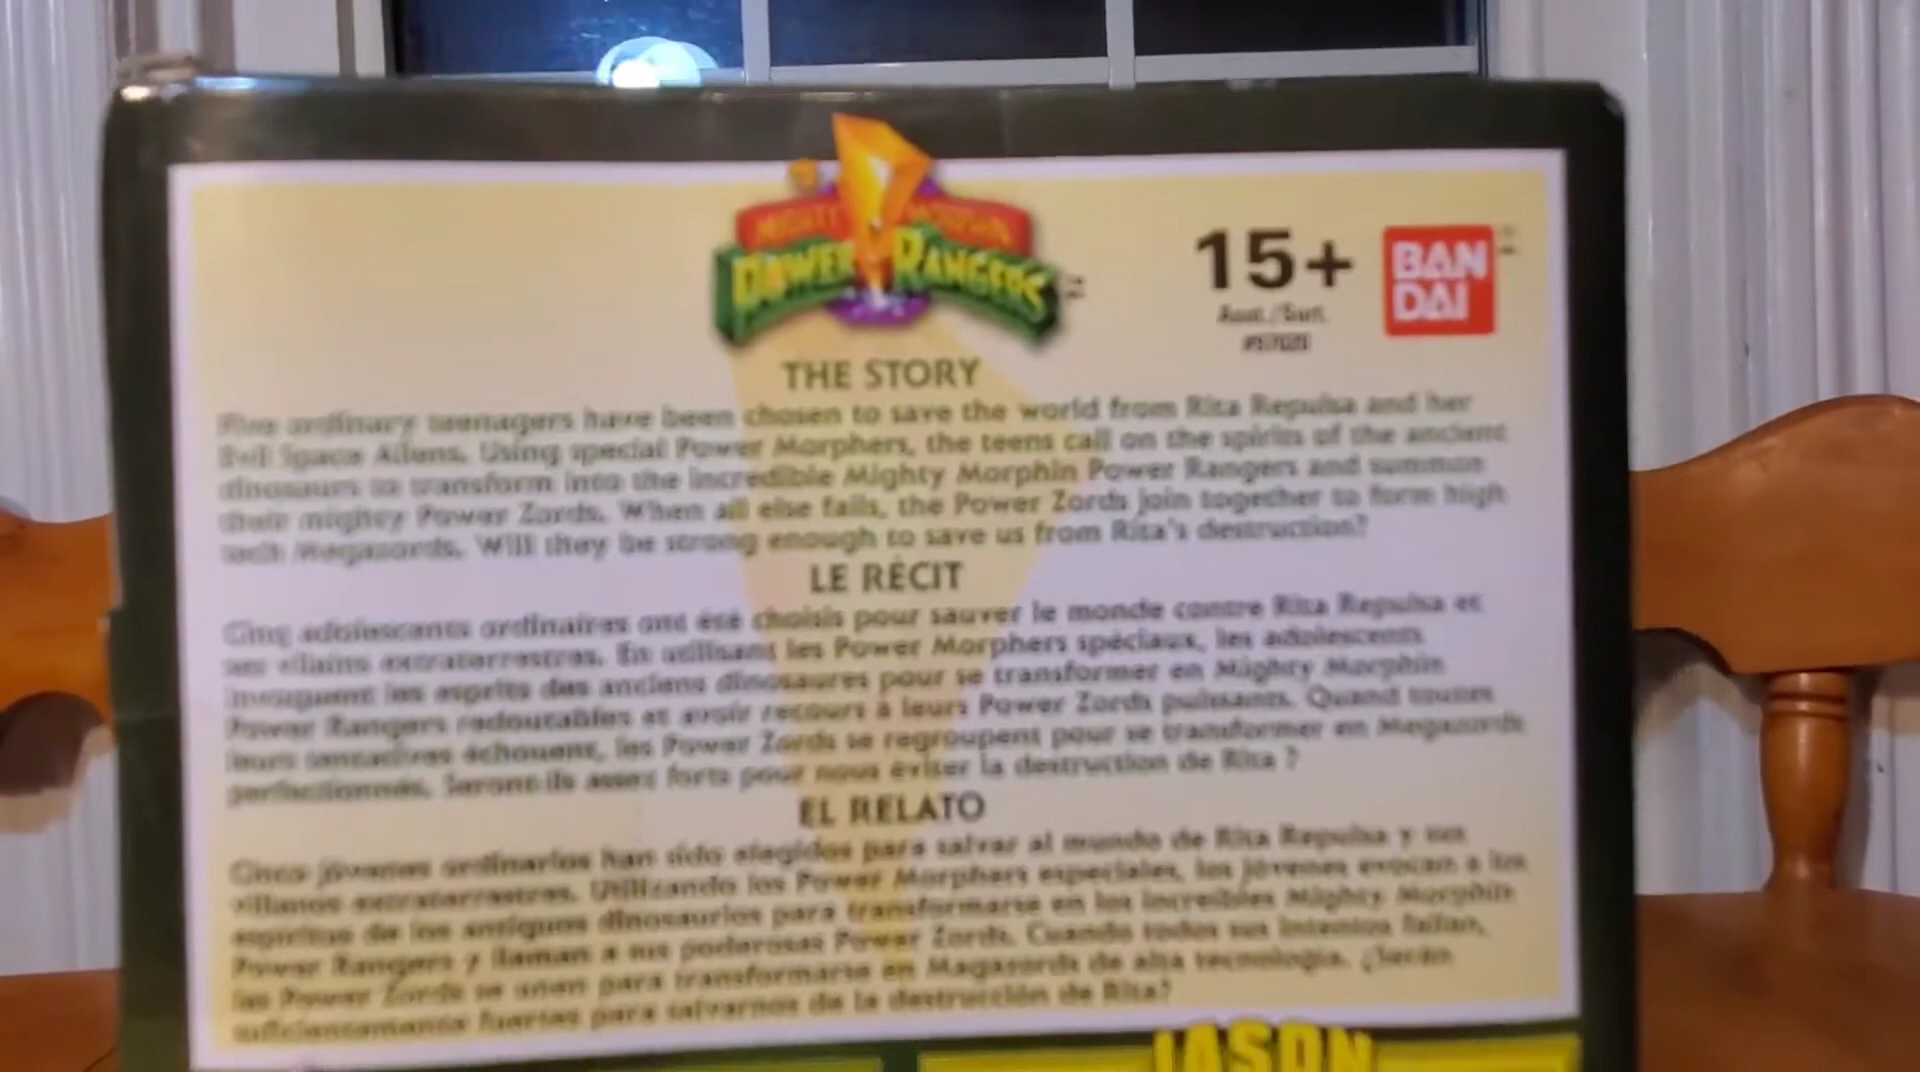 MIGHTY MORPHIN
POWER RANGERS
15+
Asst./Sort.
BAN
DAI
THE STORY
Five ordinary teenagers have been chosen to save the world from Rita Repulsa and her
Evil Space Aliens. Using special Power Morphers, the teens call on the spirits of the ancient
dinosaurs to transform into the incredible Mighty Morphin Power Rangers and summon
their mighty Power Zords. When all else fails, the Power Zords join together to form high
tech Megazords. Will they be strong enough to save us from Rita's destruction?
LE RÉCIT
Cinq adolescents ordinaires ont été choisis pour sauver le monde contre Rita Repulsa et
ses vilains extraterrestres. En utilisant les Power Morphers spéciaux, les adolescents
invoquent les esprits des anciens dinosaures pour se transformer en Mighty Morphin
Power Rangers redoutables et avoir recours à leurs Power Zords puissants. Quand toutes
leurs tentatives échouent, les Power Zords se regroupent pour se transformer en Megazords
perfectionnés. Seront-ils assez forts pour nous éviter la destruction de Rita ?
EL RELATO
Cinco jóvenes ordinarios han sido elegidos para salvar al mundo de Rita Repulsa y sus
villanos extraterrestres. Utilizando los Power Morphers especiales, los jóvenes evocan a los
espíritus de los antiguos dinosaurios para transformarse en los increíbles Mighty Morphin
Power Rangers y llaman a sus poderosas Power Zords. Cuando todos sus intentos fallan,
las Power Zords se unen para transformarse en Megazords de alta tecnología. ¿Serán
suficientemente fuertes para salvarnos de la destrucción de Rita?
JASON